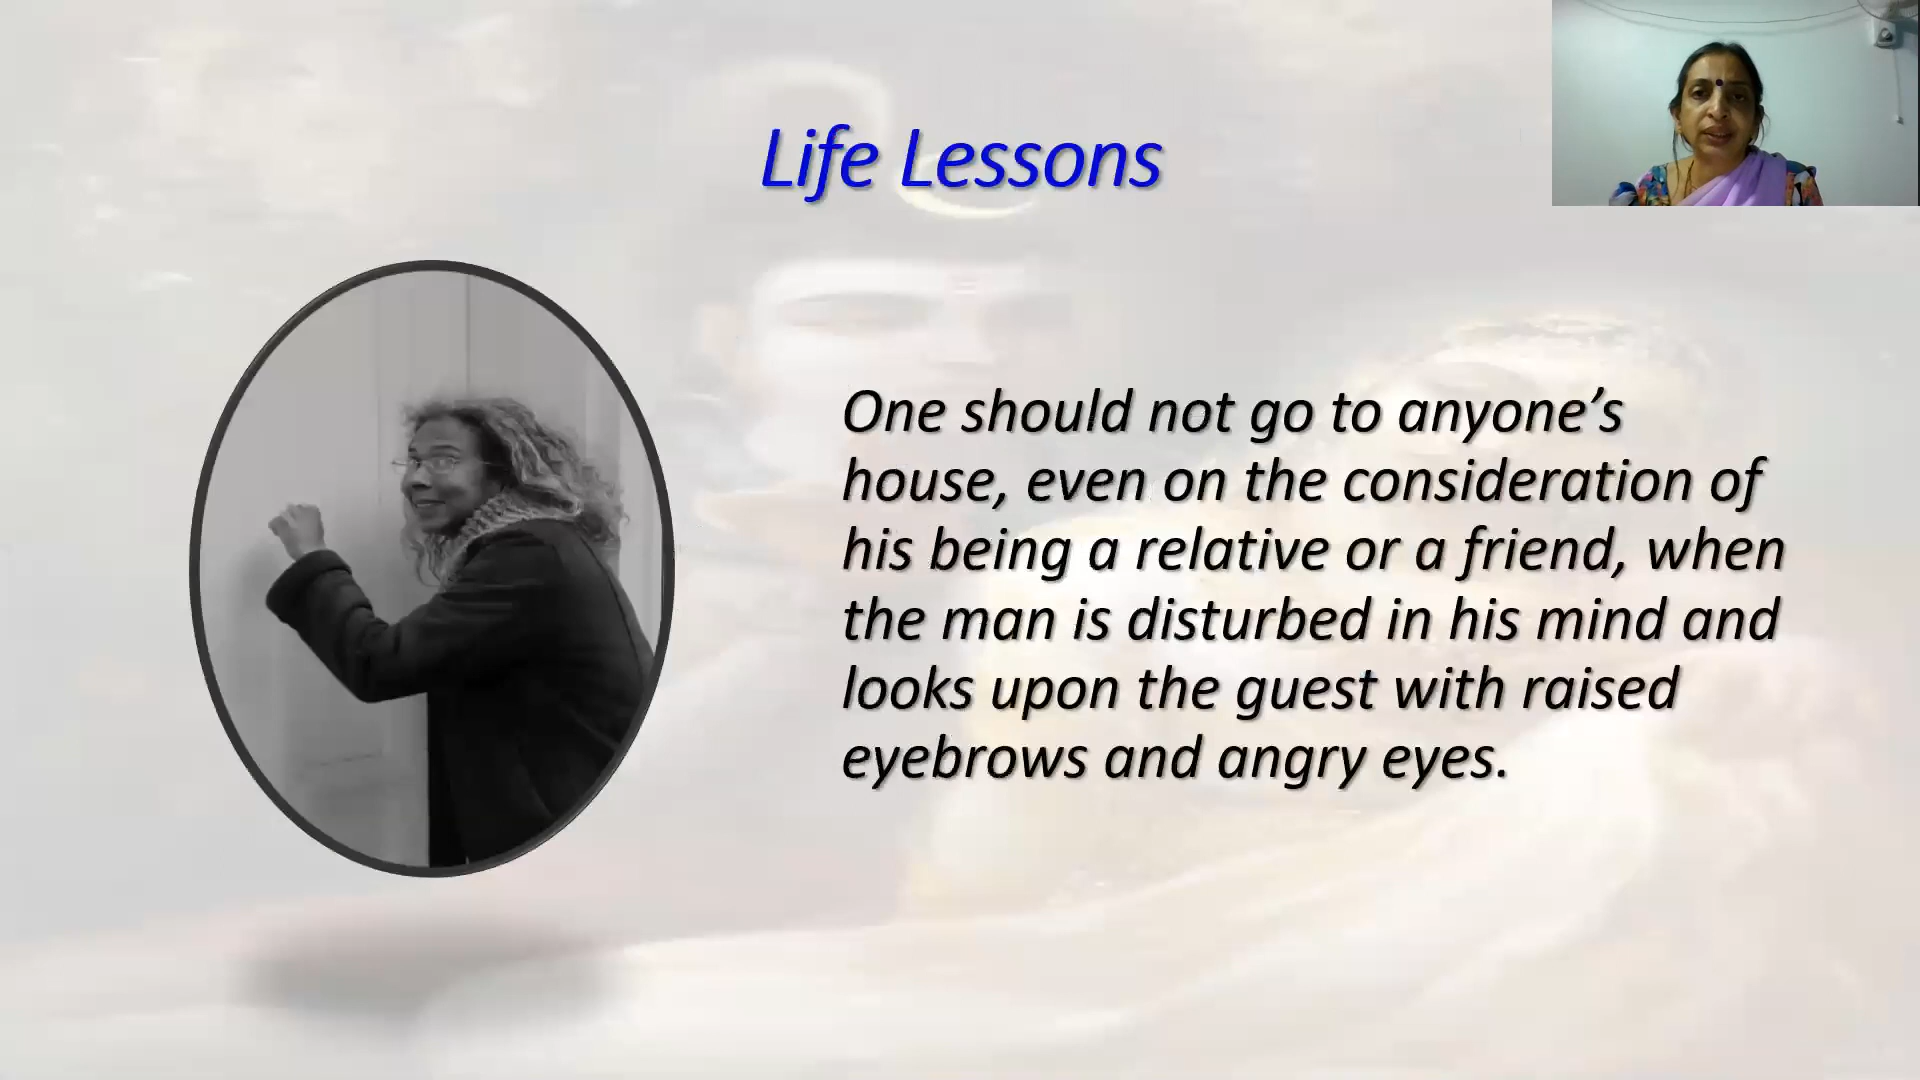 Life Lessons
One should not go to anyone’s
house, even on the consideration of
his being a relative or a friend, when
the man is disturbed in his mind and
looks upon the guest with raised
eyebrows and angry eyes.